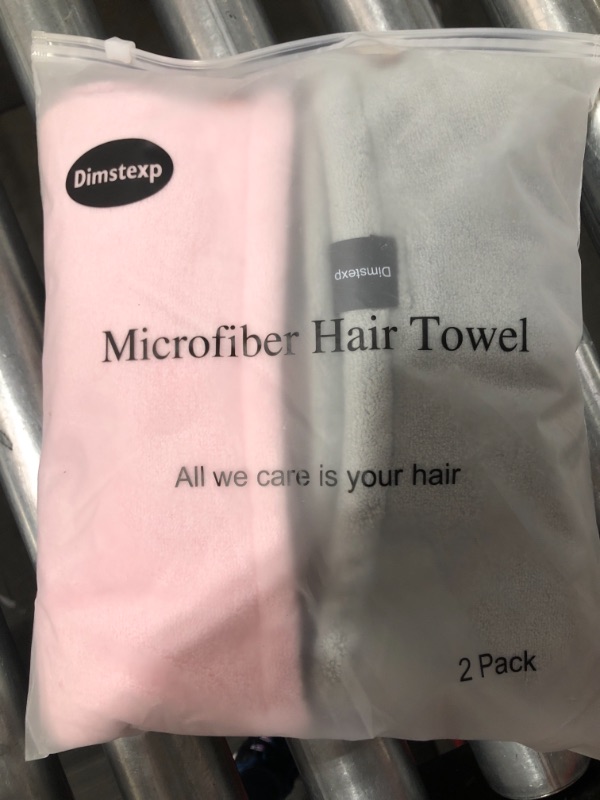 Dimstexp
Dimstexp
Microfiber Hair Towel
All we care is your hair
2 Pack